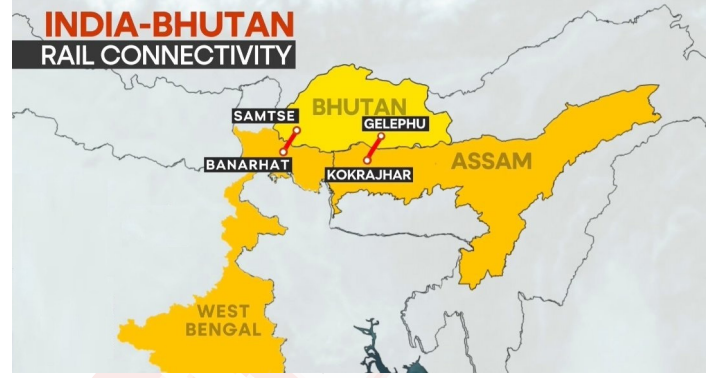 INDIA-BHUTAN
RAIL CONNECTIVITY
SAMTSE
BHUTAN
GELEPHU
BANARHAT
KOKRAJHAR
ASSAM
WEST
BENGAL